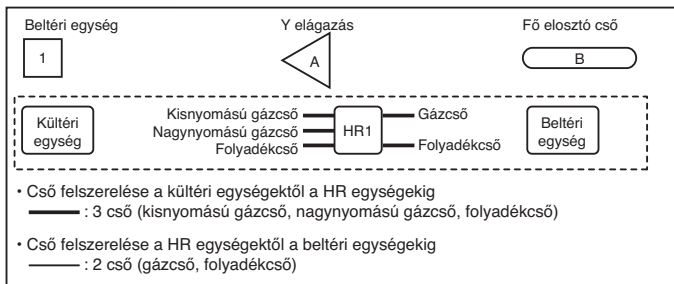 Beltéri egység
Y elágazás
Fő elosztó cső
1
A
B
Kültéri egység
Kisnyomású gázcső
Nagynyomású gázcső
Folyadékcső
HR1
Gázcső
Folyadékcső
Beltéri egység
• Cső felszerelése a kültéri egységektől a HR egységekig
: 3 cső (kisnyomású gázcső, nagynyomású gázcső, folyadékcső)
• Cső felszerelése a HR egységektől a beltéri egységekig
: 2 cső (gázcső, folyadékcső)